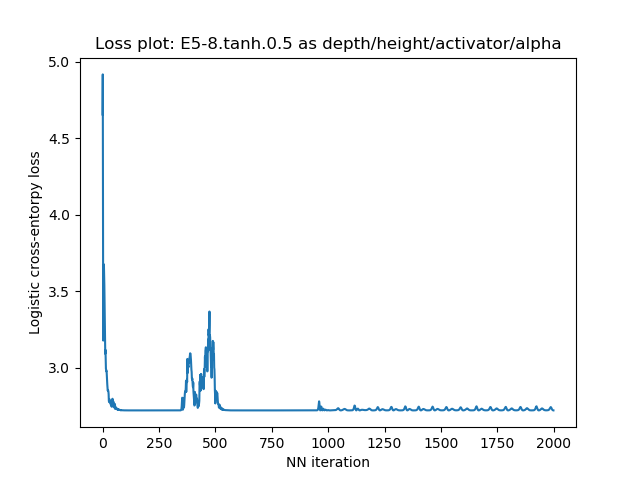 Loss plot: E5-8.tanh.0.5 as depth/height/activator/alpha
5.0
4.5
4.0
3.5
3.0
Logistic cross-entorpy loss
0 250 500 750 1000 1250 1500 1750 2000
NN iteration